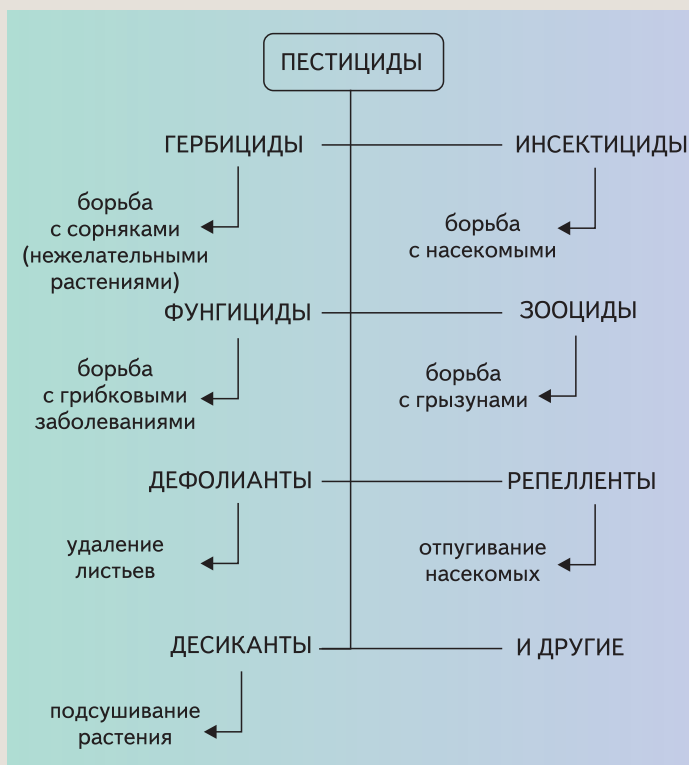 ПЕСТИЦИДЫ
ГЕРБИЦИДЫ
борьба
с сорняками
(нежелательными
растениями)
ИНСЕКТИЦИДЫ
борьба
с насекомыми
ФУНГИЦИДЫ
борьба
с грибковыми
заболеваниями
ЗООЦИДЫ
борьба
с грызунами
ДЕФОЛИАНТЫ
удаление
листьев
РЕПЕЛЛЕНТЫ
отпугивание
насекомых
ДЕСИКАНТЫ
подсушивание
растения
И ДРУГИЕ